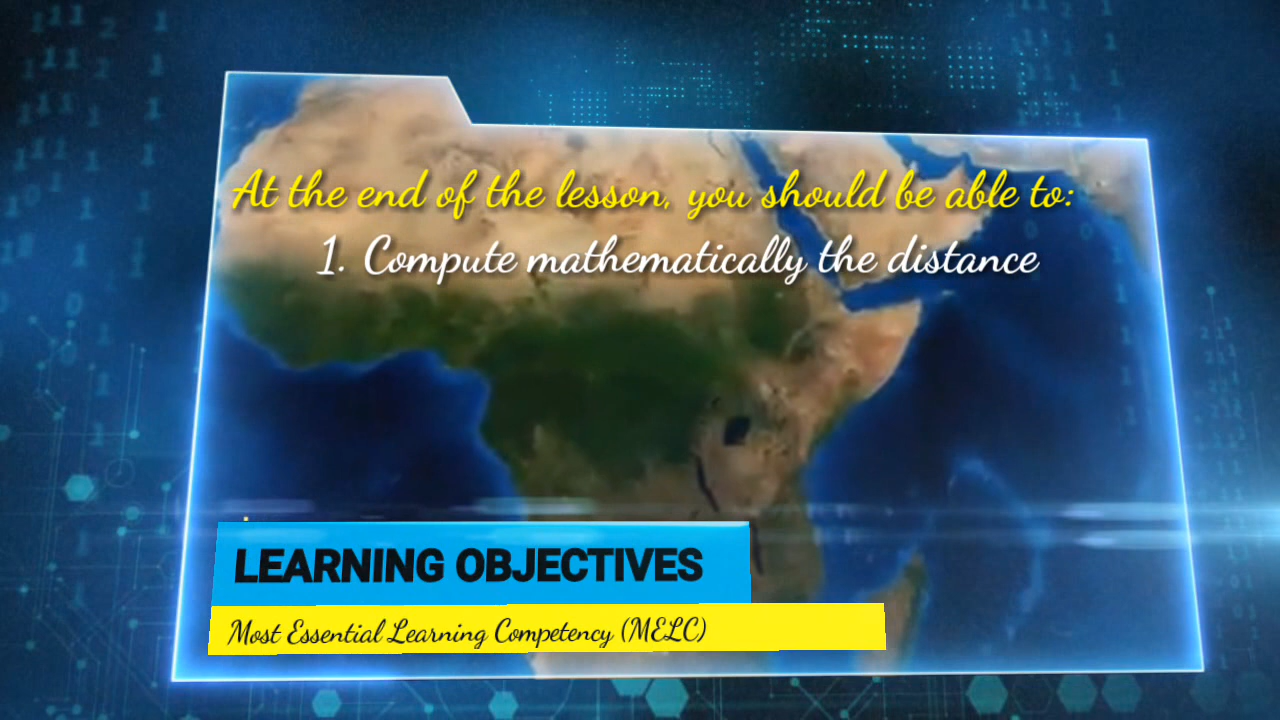 At the end of the lesson, you should be able to:
1. Compute mathematically the distance
LEARNING OBJECTIVES
Most Essential Learning Competency (MELC)